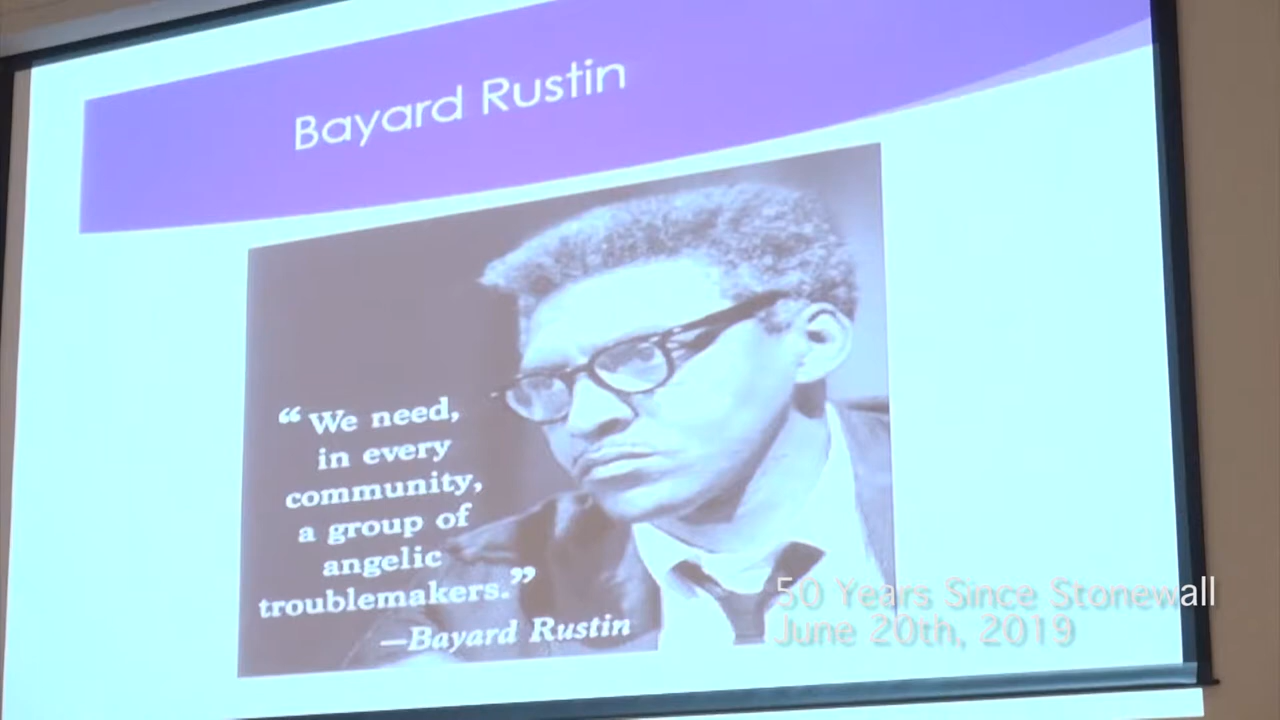 Bayard Rustin
“We need,
in every
community,
a group of
angelic
troublemakers.”
—Bayard Rustin
50 Years Since Stonewall
June 20th, 2019